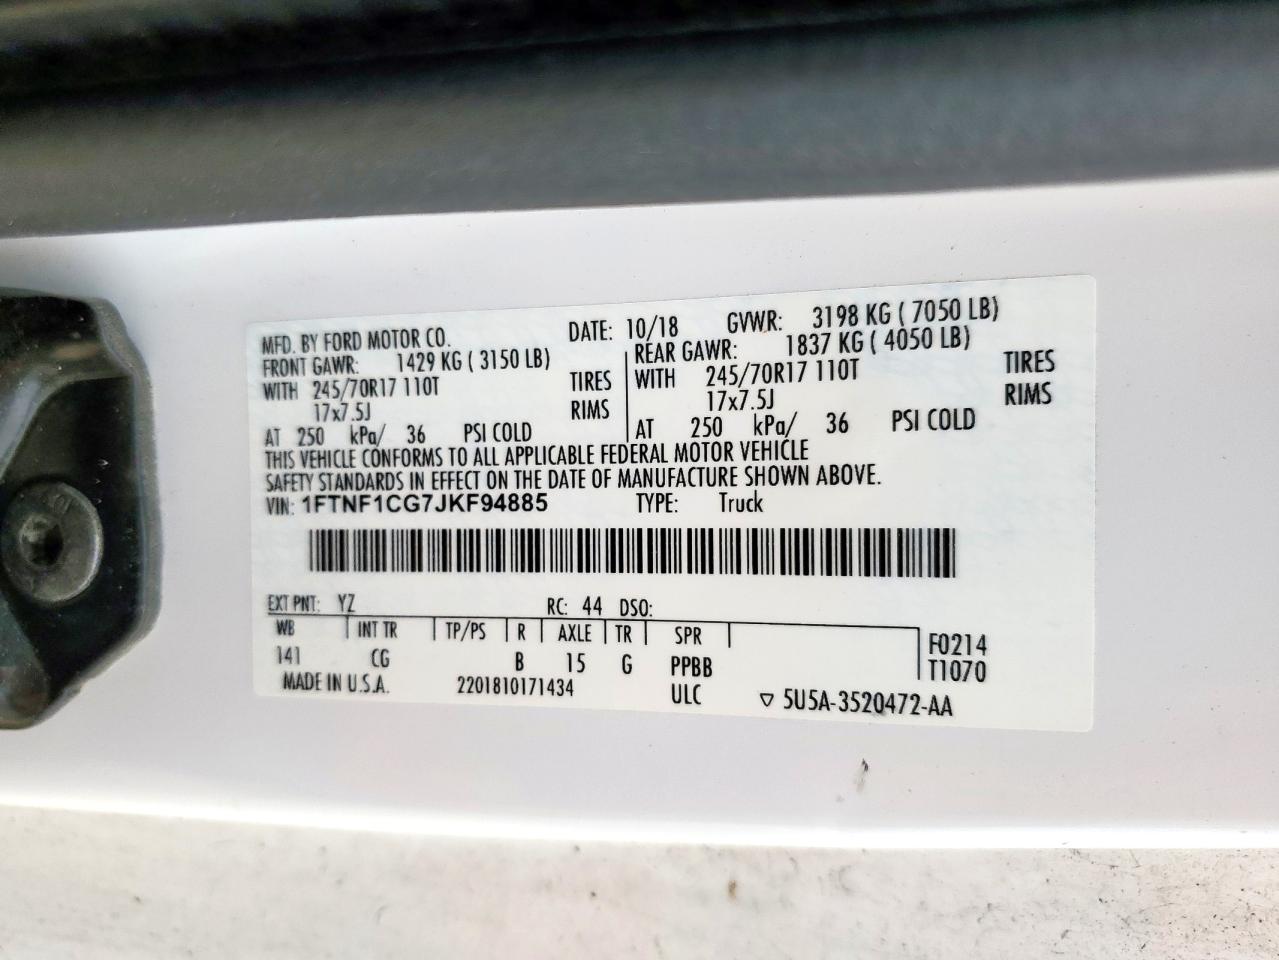 MFD. BY FORD MOTOR CO. DATE: 10/18 GVWR: 3198 KG ( 7050 LB)
FRONT GAWR: 1429 KG ( 3150 LB) REAR GAWR: 1837 KG ( 4050 LB)
WITH 245/70R17 110T TIRES WITH 245/70R17 110T TIRES
17x7.5J RIMS 17x7.5J RIMS
AT 250 kPa/ 36 PSI COLD AT 250 kPa/ 36 PSI COLD
THIS VEHICLE CONFORMS TO ALL APPLICABLE FEDERAL MOTOR VEHICLE
SAFETY STANDARDS IN EFFECT ON THE DATE OF MANUFACTURE SHOWN ABOVE.
VIN: 1FTNF1CG7JKF94885 TYPE: Truck
EXT PNT: YZ RC: 44 DSO:
WB INT TR TP/PS R AXLE TR SPR F0214
141 CG B 15 G PPBB T1070
MADE IN U.S.A. 2201810171434 ULC ▽ 5U5A-3520472-AA